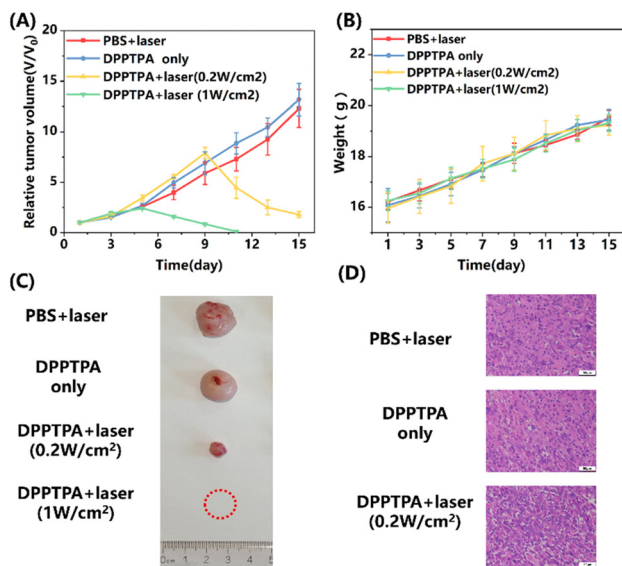 (A)
Relative tumor volume(V/V0)
20
15
10
5
0
PBS+laser
DPPTPA only
DPPTPA+laser(0.2W/cm2)
DPPTPA+laser (1W/cm2)
0 3 6 9 12 15
Time(day)
(B)
Weight ( g )
22
20
18
16
PBS+laser
DPPTPA only
DPPTPA+laser(0.2W/cm2)
DPPTPA+laser(1W/cm2)
1 3 5 7 9 11 13 15
Time(day)
(C)
PBS+laser
DPPTPA
only
DPPTPA+laser
(0.2W/cm²)
DPPTPA+laser
(1W/cm²)
0cm 1 2 3 4 5
(D)
PBS+laser
DPPTPA
only
DPPTPA+laser
(0.2W/cm²)